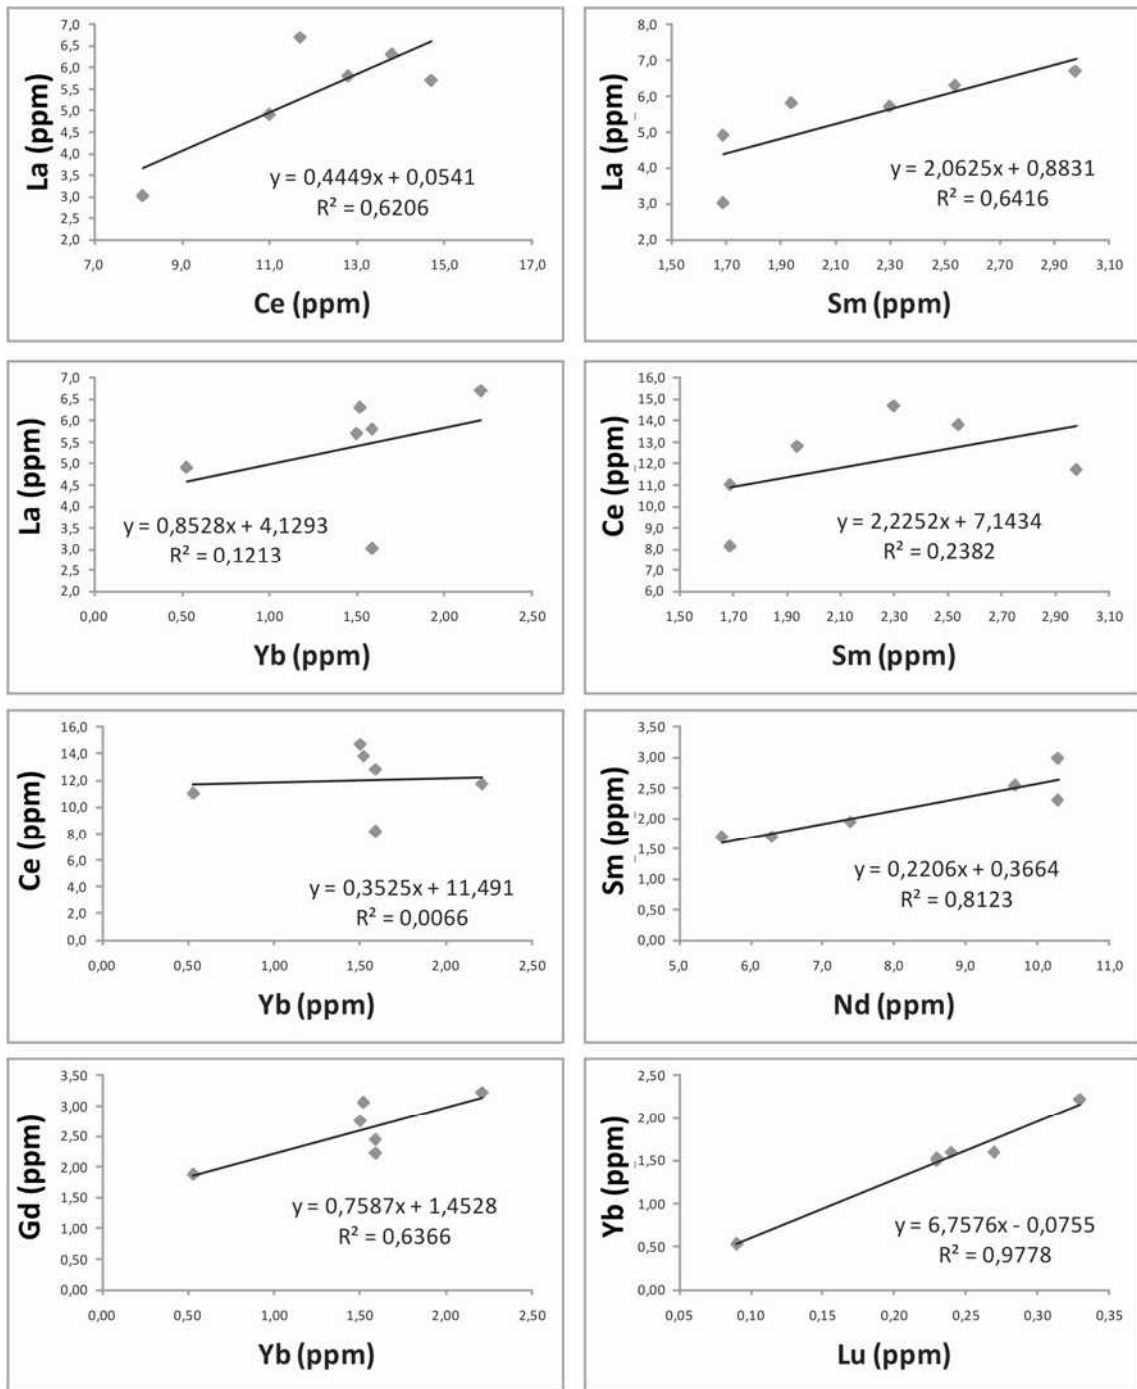 La (ppm)
7,0
6,5
6,0
5,5
5,0
4,5
4,0
3,5
3,0
2,5
2,0
y = 0,4449x + 0,0541
R² = 0,6206
7,0 9,0 11,0 13,0 15,0 17,0
Ce (ppm)
La (ppm)
8,0
7,0
6,0
5,0
4,0
3,0
2,0
y = 2,0625x + 0,8831
R² = 0,6416
1,50 1,70 1,90 2,10 2,30 2,50 2,70 2,90 3,10
Sm (ppm)
La (ppm)
7,0
6,5
6,0
5,5
5,0
4,5
4,0
3,5
3,0
2,5
2,0
y = 0,8528x + 4,1293
R² = 0,1213
0,00 0,50 1,00 1,50 2,00 2,50
Yb (ppm)
Ce (ppm)
16,0
15,0
14,0
13,0
12,0
11,0
10,0
9,0
8,0
7,0
6,0
y = 2,2252x + 7,1434
R² = 0,2382
1,50 1,70 1,90 2,10 2,30 2,50 2,70 2,90 3,10
Sm (ppm)
Ce (ppm)
16,0
14,0
12,0
10,0
8,0
6,0
4,0
2,0
0,0
y = 0,3525x + 11,491
R² = 0,0066
0,00 0,50 1,00 1,50 2,00 2,50
Yb (ppm)
Sm (ppm)
3,50
3,00
2,50
2,00
1,50
1,00
0,50
0,00
y = 0,2206x + 0,3664
R² = 0,8123
5,0 6,0 7,0 8,0 9,0 10,0 11,0
Nd (ppm)
Gd (ppm)
3,50
3,00
2,50
2,00
1,50
1,00
0,50
0,00
y = 0,7587x + 1,4528
R² = 0,6366
0,00 0,50 1,00 1,50 2,00 2,50
Yb (ppm)
Yb (ppm)
2,50
2,00
1,50
1,00
0,50
0,00
y = 6,7576x - 0,0755
R² = 0,9778
0,05 0,10 0,15 0,20 0,25 0,30 0,35
Lu (ppm)